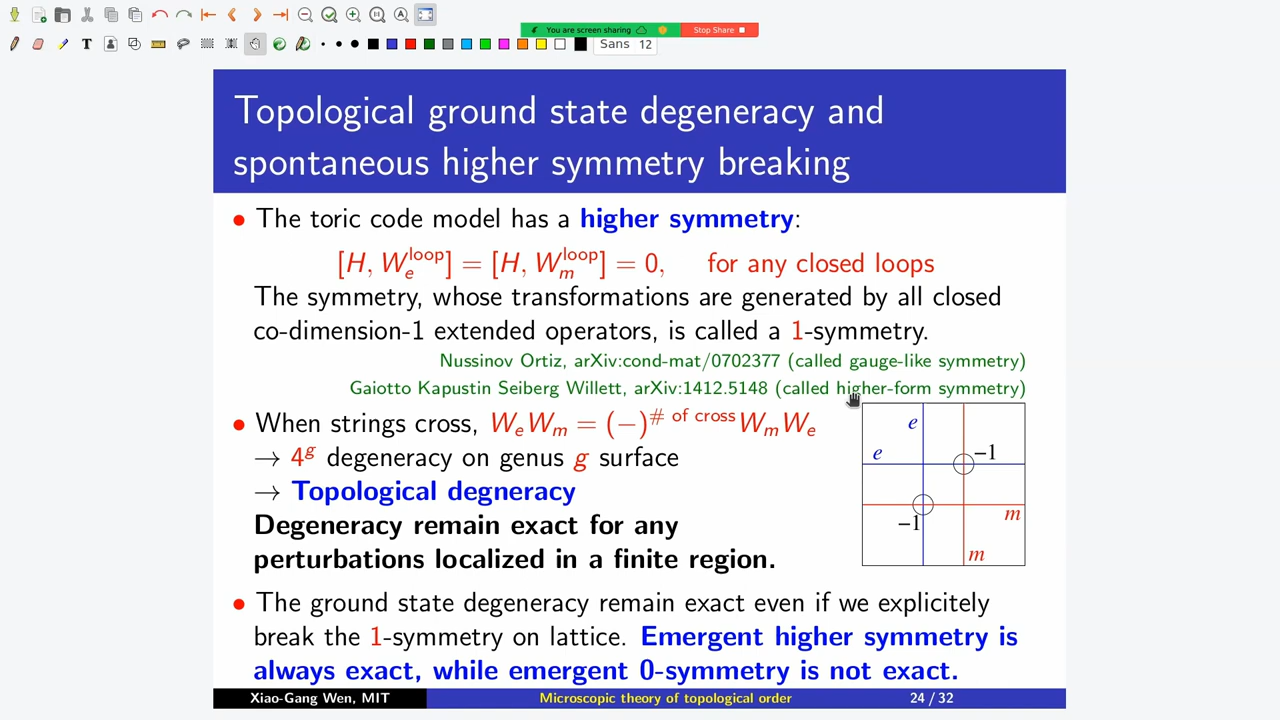 You are screen sharing
Stop Share
T
Sans 12
Topological ground state degeneracy and
spontaneous higher symmetry breaking
• The toric code model has a higher symmetry:
[H, W_e^loop] = [H, W_m^loop] = 0, for any closed loops
The symmetry, whose transformations are generated by all closed
co-dimension-1 extended operators, is called a 1-symmetry.
Nussinov Ortiz, arXiv:cond-mat/0702377 (called gauge-like symmetry)
Gaiotto Kapustin Seiberg Willett, arXiv:1412.5148 (called higher-form symmetry)
• When strings cross, W_e W_m = (−)^# of cross W_m W_e
→ 4^g degeneracy on genus g surface
→ Topological degneracy
Degeneracy remain exact for any
perturbations localized in a finite region.
e
e
−1
−1
m
m
• The ground state degeneracy remain exact even if we explicitely
break the 1-symmetry on lattice. Emergent higher symmetry is
always exact, while emergent 0-symmetry is not exact.
Xiao-Gang Wen, MIT
Microscopic theory of topological order
24 / 32